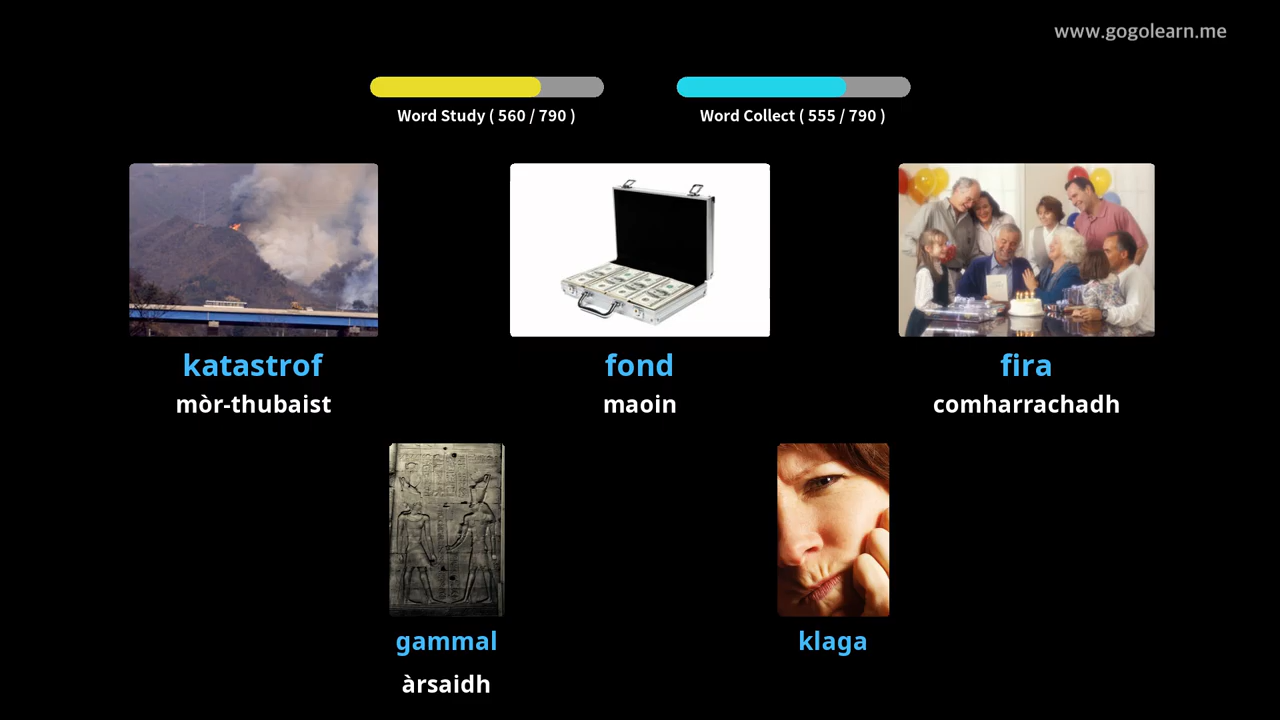 www.gogolearn.me
Word Study ( 560 / 790 )
Word Collect ( 555 / 790 )
katastrof
mòr-thubaist
fond
maoin
fira
comharrachadh
gammal
àrsaidh
klaga